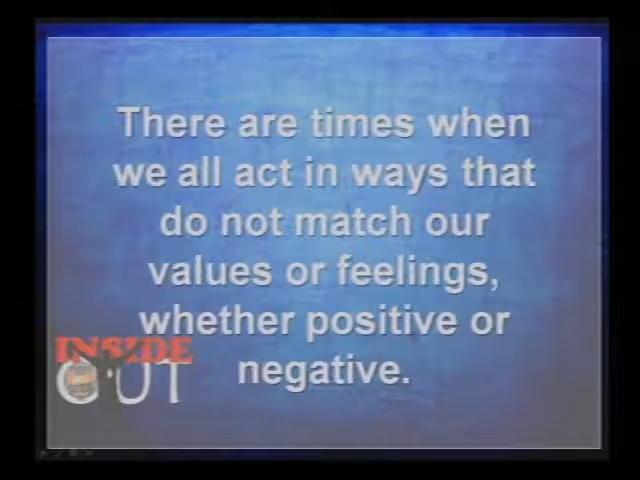 There are times when
we all act in ways that
do not match our
values or feelings,
whether positive or
negative.
INSIDE
OUT